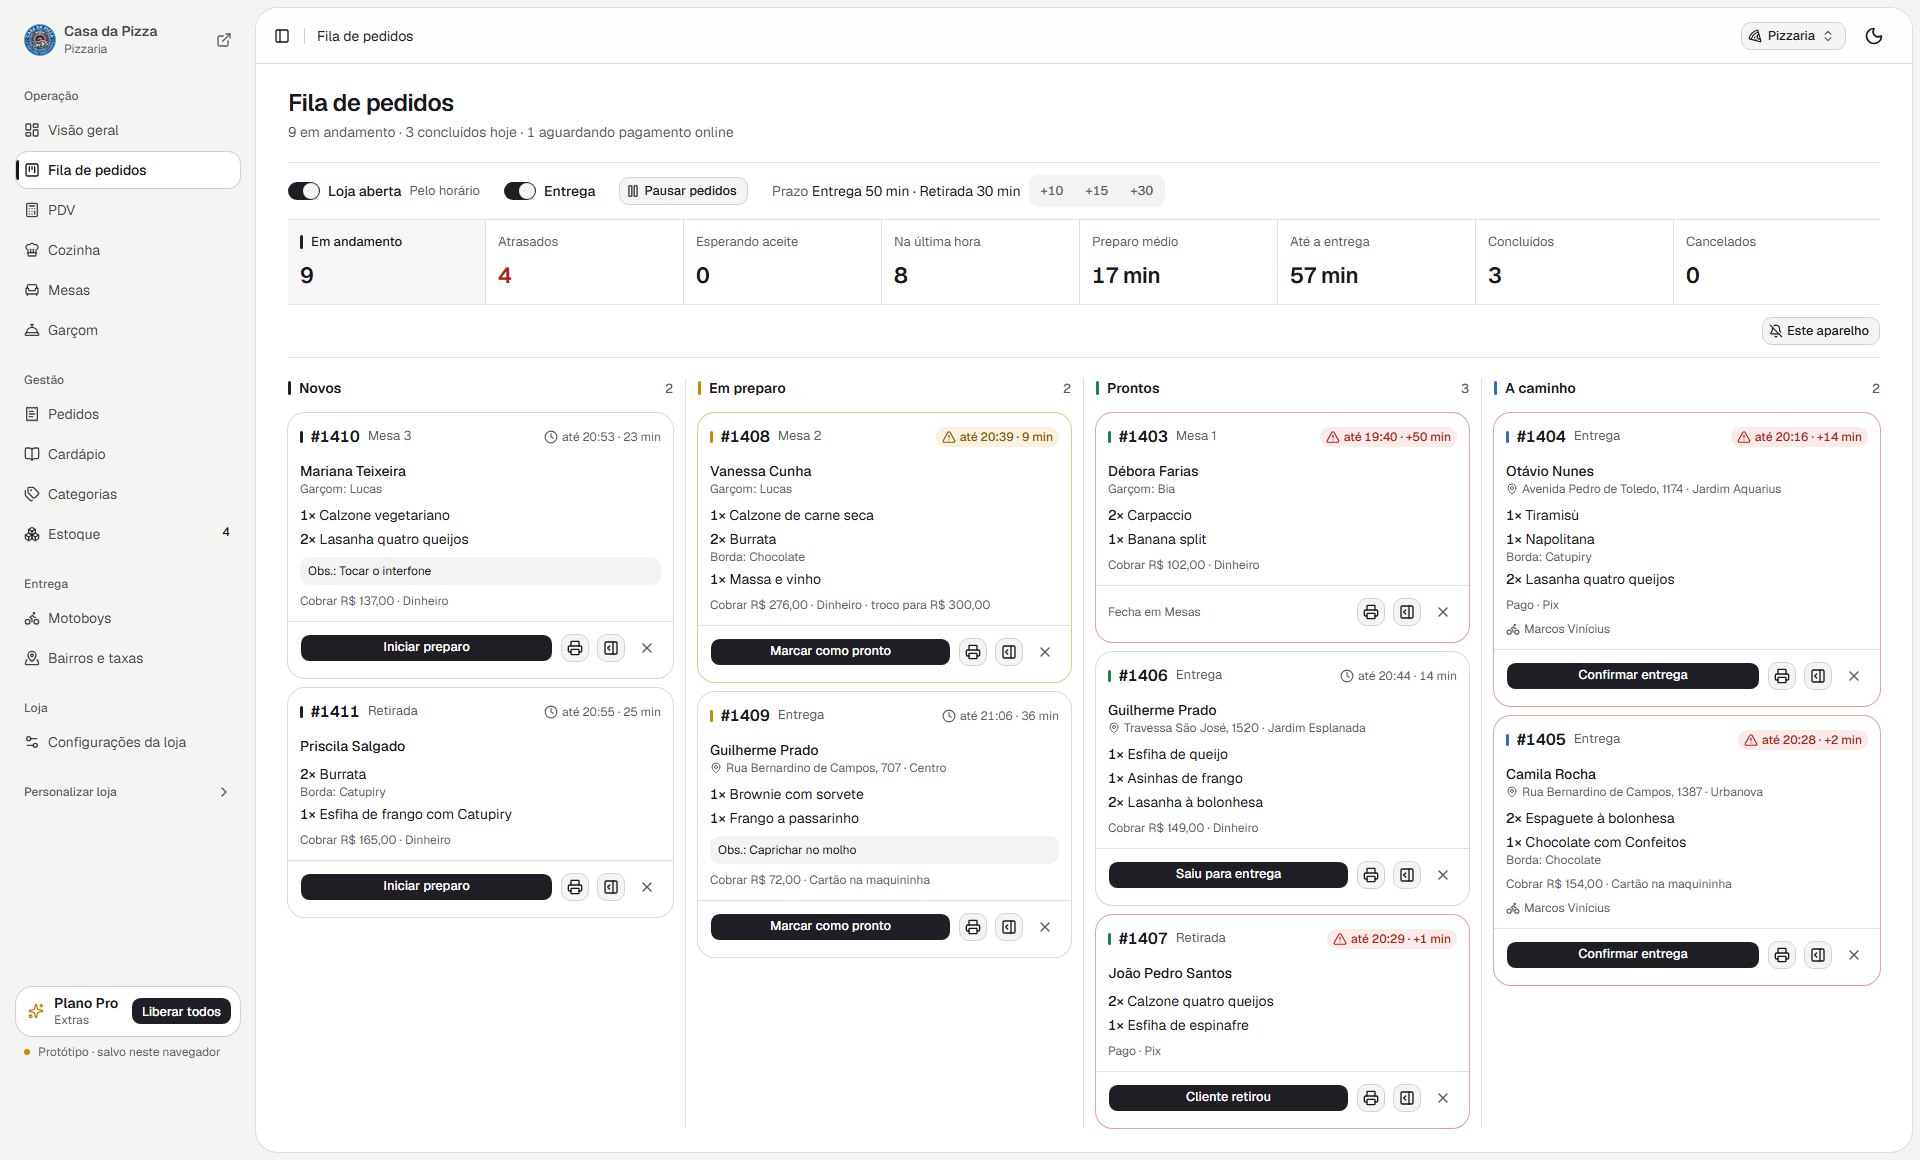 Casa da Pizza
Pizzaria
Operação
Visão geral
Fila de pedidos
PDV
Cozinha
Mesas
Garçom
Gestão
Pedidos
Cardápio
Categorias
Estoque 4
Entrega
Motoboys
Bairros e taxas
Loja
Configurações da loja
Personalizar loja
Plano Pro
Extras
Liberar todos
Protótipo · salvo neste navegador
Fila de pedidos
Pizzaria
Fila de pedidos
9 em andamento · 3 concluídos hoje · 1 aguardando pagamento online
Loja aberta Pelo horário Entrega Pausar pedidos Prazo Entrega 50 min · Retirada 30 min +10 +15 +30
Em andamento
9
Atrasados
4
Esperando aceite
0
Na última hora
8
Preparo médio
17 min
Até a entrega
57 min
Concluídos
3
Cancelados
0
Este aparelho
Novos 2
#1410 Mesa 3 até 20:53 · 23 min
Mariana Teixeira
Garçom: Lucas
1× Calzone vegetariano
2× Lasanha quatro queijos
Obs.: Tocar o interfone
Cobrar R$ 137,00 · Dinheiro
Iniciar preparo
#1411 Retirada até 20:55 · 25 min
Priscila Salgado
2× Burrata
Borda: Catupiry
1× Esfiha de frango com Catupiry
Cobrar R$ 165,00 · Dinheiro
Iniciar preparo
Em preparo 2
#1408 Mesa 2 até 20:39 · 9 min
Vanessa Cunha
Garçom: Lucas
1× Calzone de carne seca
2× Burrata
Borda: Chocolate
1× Massa e vinho
Cobrar R$ 276,00 · Dinheiro · troco para R$ 300,00
Marcar como pronto
#1409 Entrega até 21:06 · 36 min
Guilherme Prado
Rua Bernardino de Campos, 707 · Centro
1× Brownie com sorvete
1× Frango a passarinho
Obs.: Caprichar no molho
Cobrar R$ 72,00 · Cartão na maquininha
Marcar como pronto
Prontos 3
#1403 Mesa 1 até 19:40 · +50 min
Débora Farias
Garçom: Bia
2× Carpaccio
1× Banana split
Cobrar R$ 102,00 · Dinheiro
Fecha em Mesas
#1406 Entrega até 20:44 · 14 min
Guilherme Prado
Travessa São José, 1520 · Jardim Esplanada
1× Esfiha de queijo
1× Asinhas de frango
2× Lasanha à bolonhesa
Cobrar R$ 149,00 · Dinheiro
Saiu para entrega
#1407 Retirada até 20:29 · +1 min
João Pedro Santos
2× Calzone quatro queijos
1× Esfiha de espinafre
Pago · Pix
Cliente retirou
A caminho 2
#1404 Entrega até 20:16 · +14 min
Otávio Nunes
Avenida Pedro de Toledo, 1174 · Jardim Aquarius
1× Tiramisù
1× Napolitana
Borda: Catupiry
2× Lasanha quatro queijos
Pago · Pix
Marcos Vinícius
Confirmar entrega
#1405 Entrega até 20:28 · +2 min
Camila Rocha
Rua Bernardino de Campos, 1387 · Urbanova
2× Espaguete à bolonhesa
1× Chocolate com Confeitos
Borda: Chocolate
Cobrar R$ 154,00 · Cartão na maquininha
Marcos Vinícius
Confirmar entrega